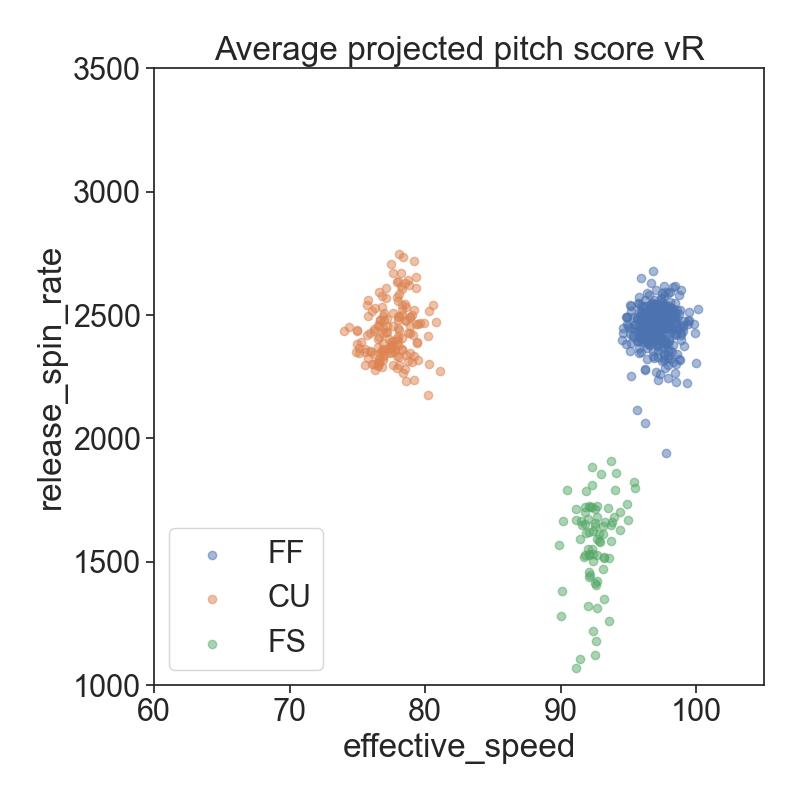 Average projected pitch score vR
3500
3000
2500
2000
1500
1000
release_spin_rate
FF
CU
FS
60 70 80 90 100
effective_speed